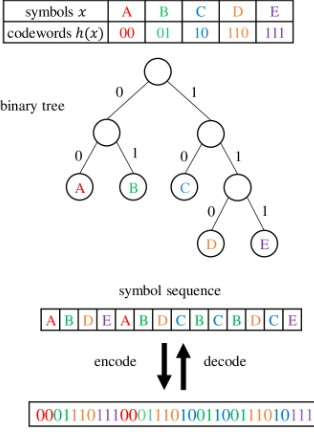 symbols x A B C D E
codewords h(x) 00 01 10 110 111
0 1
binary tree
0 1 0 1
A B C 0 1
D E
symbol sequence
A B D E A B D C B C B D C E
encode decode
000111011100011101001100111010111